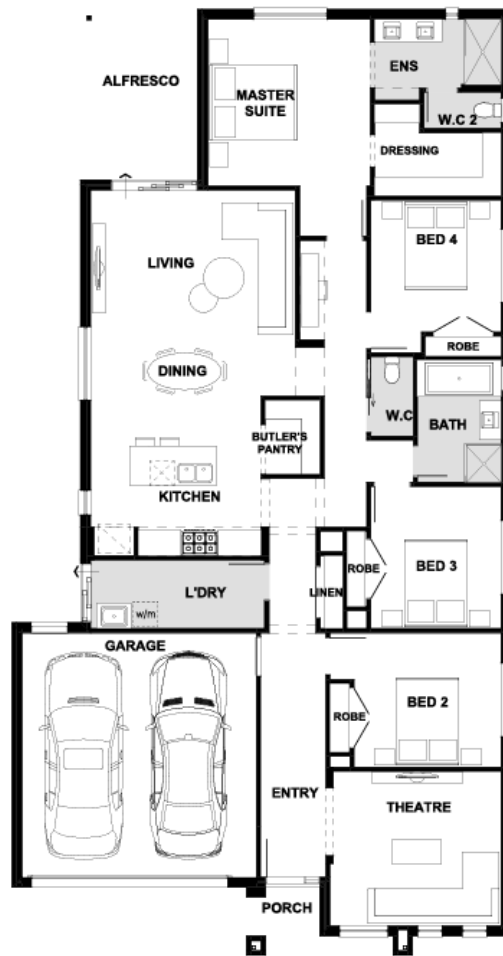 ENS
ALFRESCO
MASTER
SUITE
W.C 2
DRESSING
BED 4
LIVING
ROBE
DINING
W.C
BATH
BUTLER'S
PANTRY
KITCHEN
ROBE
BED 3
L'DRY
LINEN
w/m
GARAGE
BED 2
ROBE
ENTRY
THEATRE
PORCH